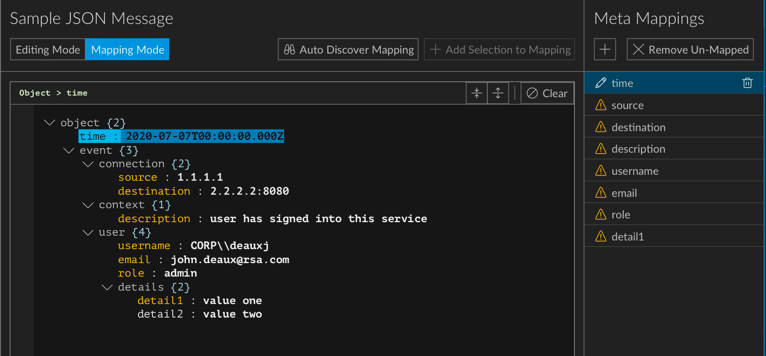 Sample JSON Message
Meta Mappings
Editing Mode Mapping Mode Auto Discover Mapping + Add Selection to Mapping
+ Remove Un-Mapped
Object > time
Clear
object {2}
time : 2020-07-07T00:00:00.000Z
event {3}
connection {2}
source : 1.1.1.1
destination : 2.2.2.2:8080
context {1}
description : user has signed into this service
user {4}
username : CORP\\deauxj
email : john.deaux@rsa.com
role : admin
details {2}
detail1 : value one
detail2 : value two
time
source
destination
description
username
email
role
detail1